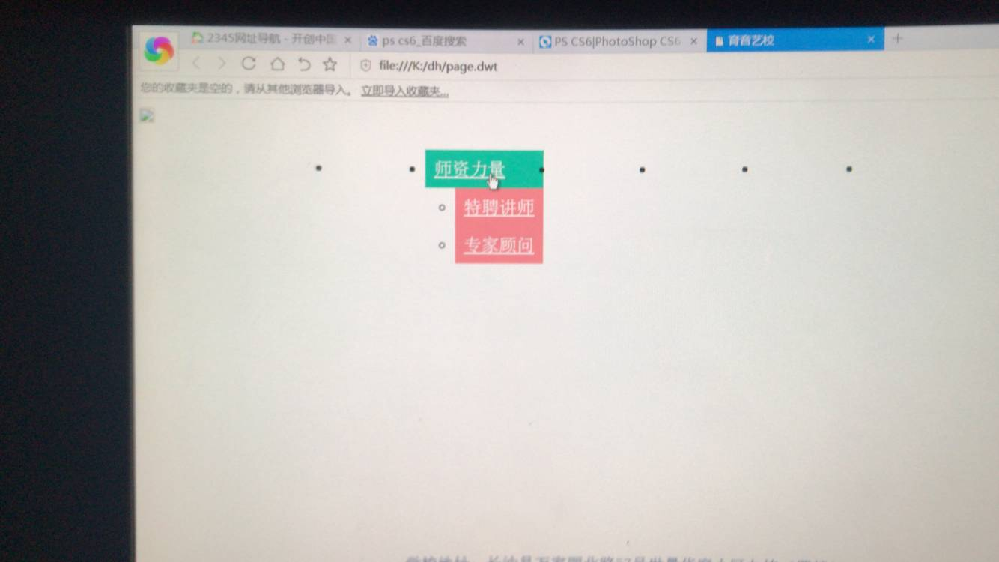 2345网址导航 - 开创中国
ps cs6_百度搜索
PS CS6|PhotoShop CS6
育音艺校
file:///K:/dh/page.dwt
您的收藏夹是空的，请从其他浏览器导入。 立即导入收藏夹...
师资力量
特聘讲师
专家顾问